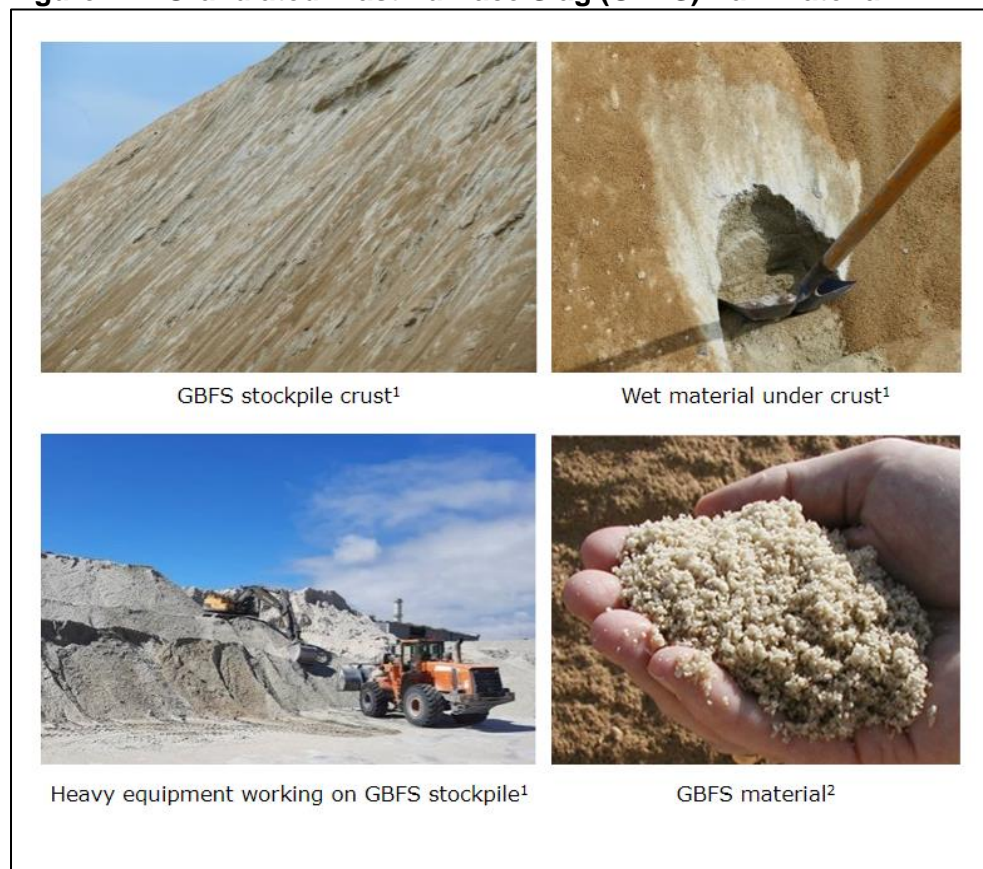 GBFS stockpile crust¹
Wet material under crust¹
Heavy equipment working on GBFS stockpile¹
GBFS material²